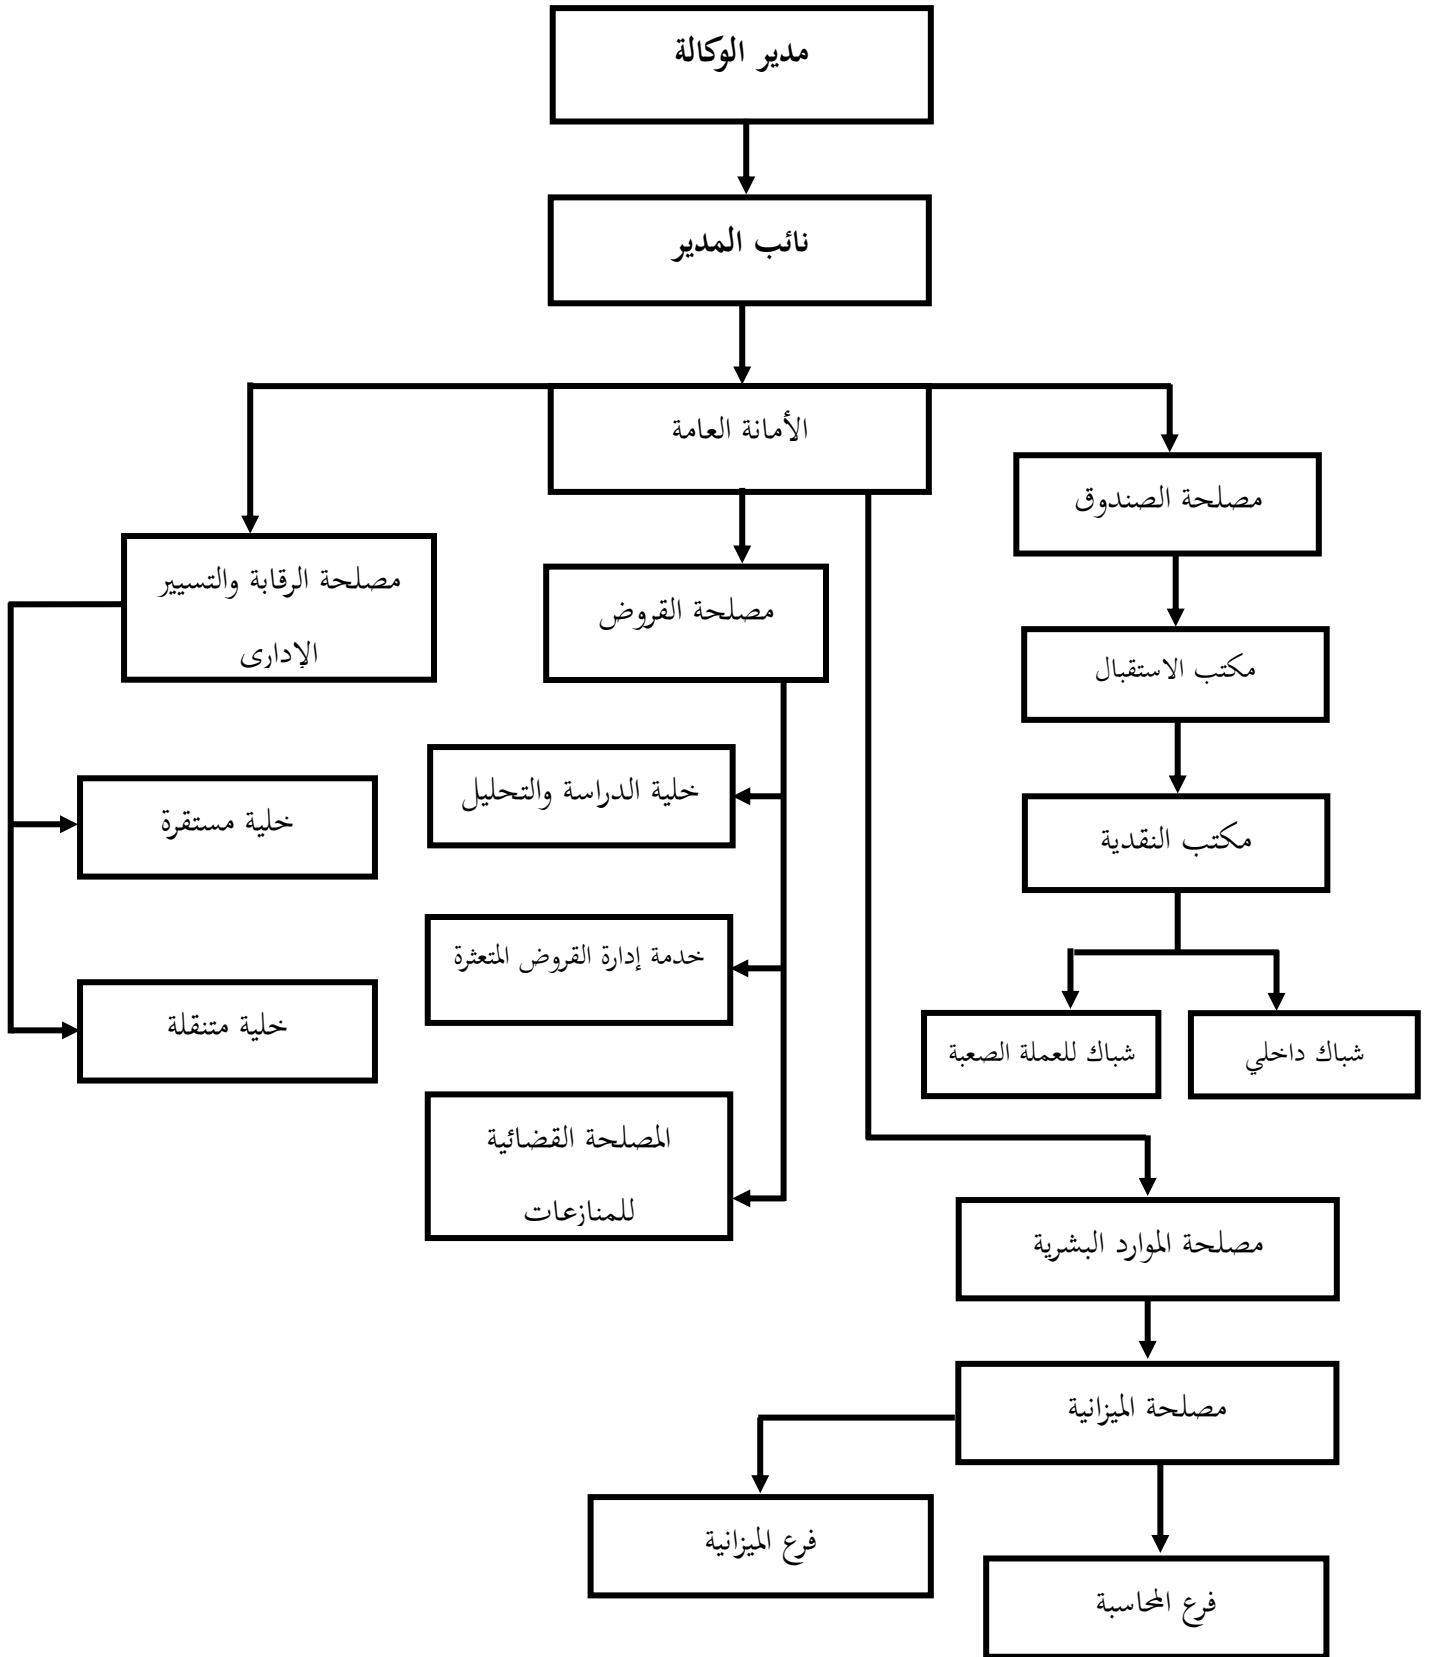 مدير الوكالة
نائب المدير
الأمانة العامة
مصلحة الصندوق
مصلحة القروض
مصلحة الرقابة والتسيير
الإدارى
مكتب الاستقبال
مكتب النقدية
خلية الدراسة والتحليل
خلية مستقرة
خدمة إدارة القروض المتعثرة
خلية متنقلة
شباك داخلي
شباك للعملة الصعبة
المصلحة القضائية
للمنازعات
مصلحة الموارد البشرية
مصلحة الميزانية
فرع الميزانية
فرع المحاسبة